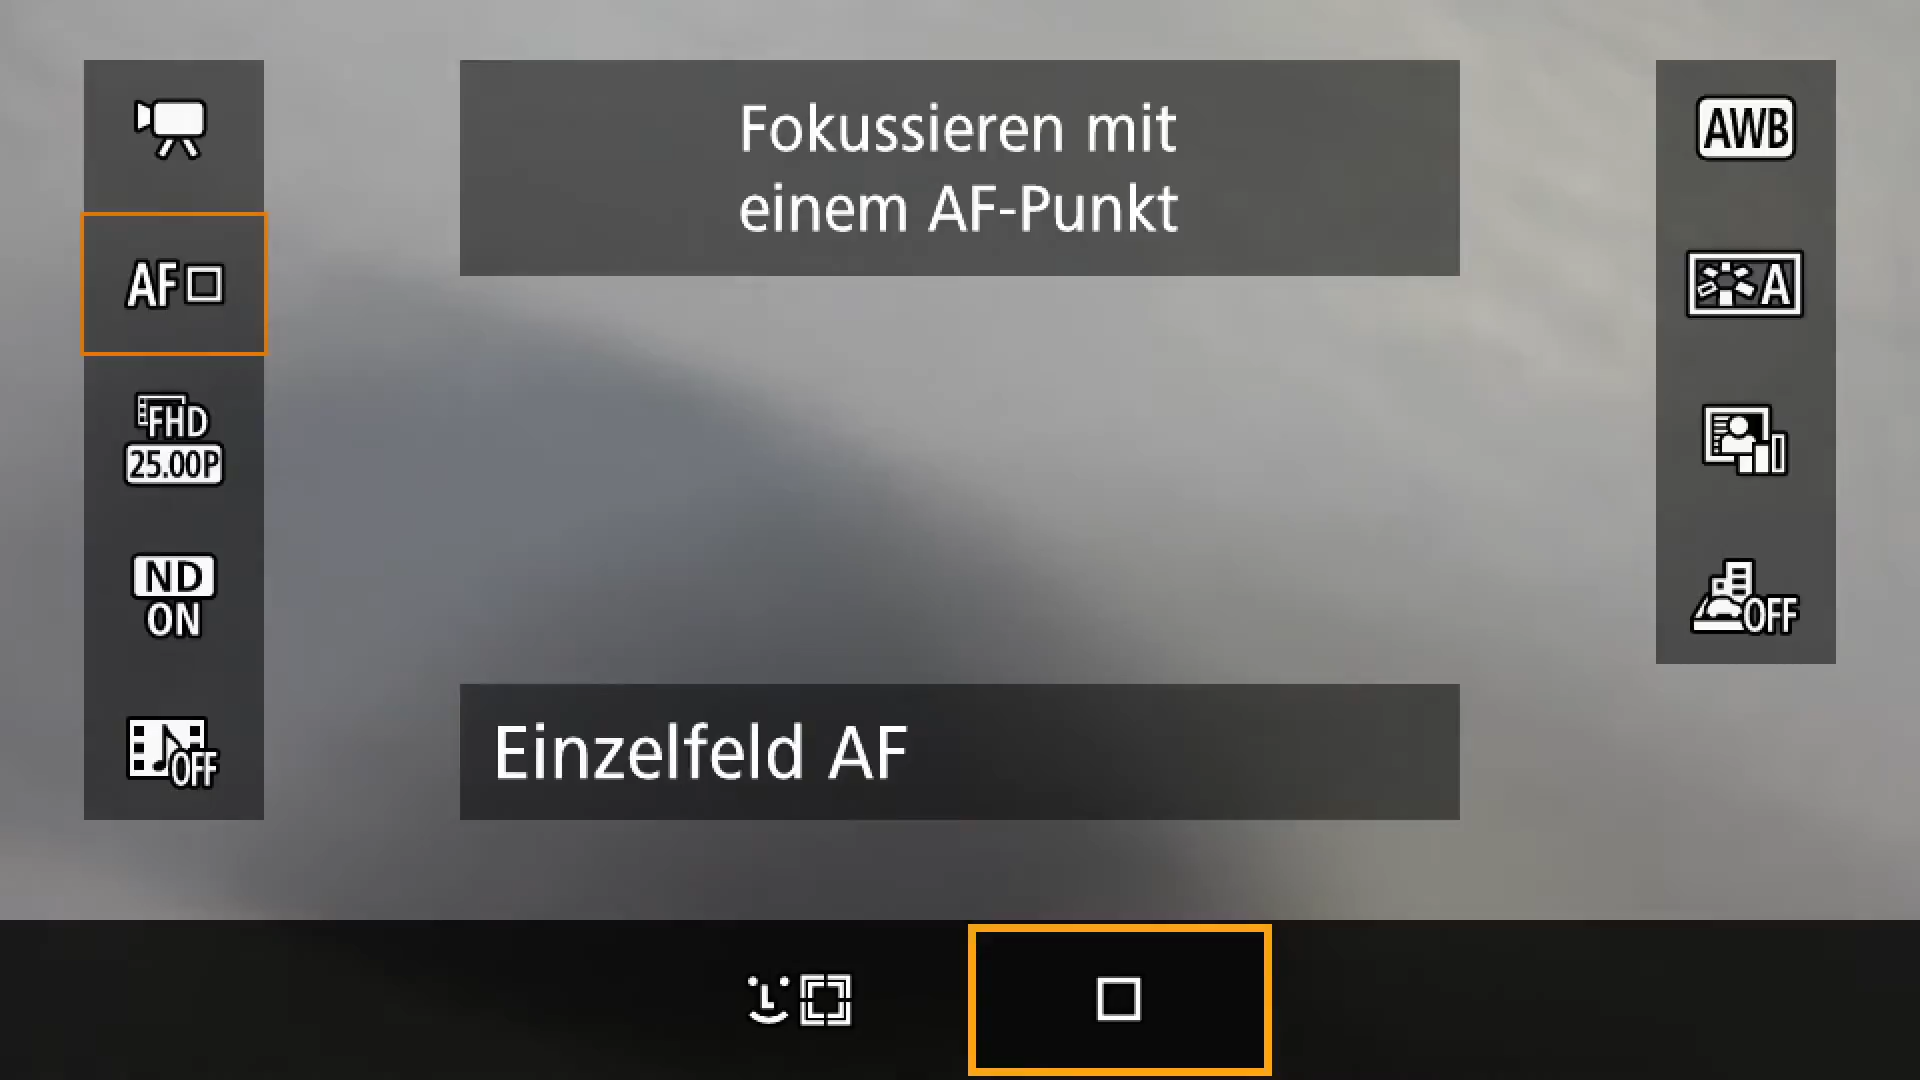 Fokussieren mit
einem AF-Punkt
AF
FHD
25.00P
ND
ON
OFF
AWB
A
OFF
Einzelfeld AF